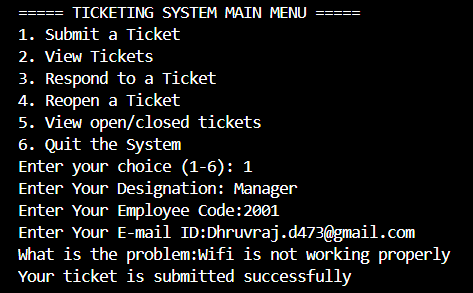 ===== TICKETING SYSTEM MAIN MENU =====
1. Submit a Ticket
2. View Tickets
3. Respond to a Ticket
4. Reopen a Ticket
5. View open/closed tickets
6. Quit the System
Enter your choice (1-6): 1
Enter Your Designation: Manager
Enter Your Employee Code:2001
Enter Your E-mail ID:Dhruvraj.d473@gmail.com
What is the problem:Wifi is not working properly
Your ticket is submitted successfully